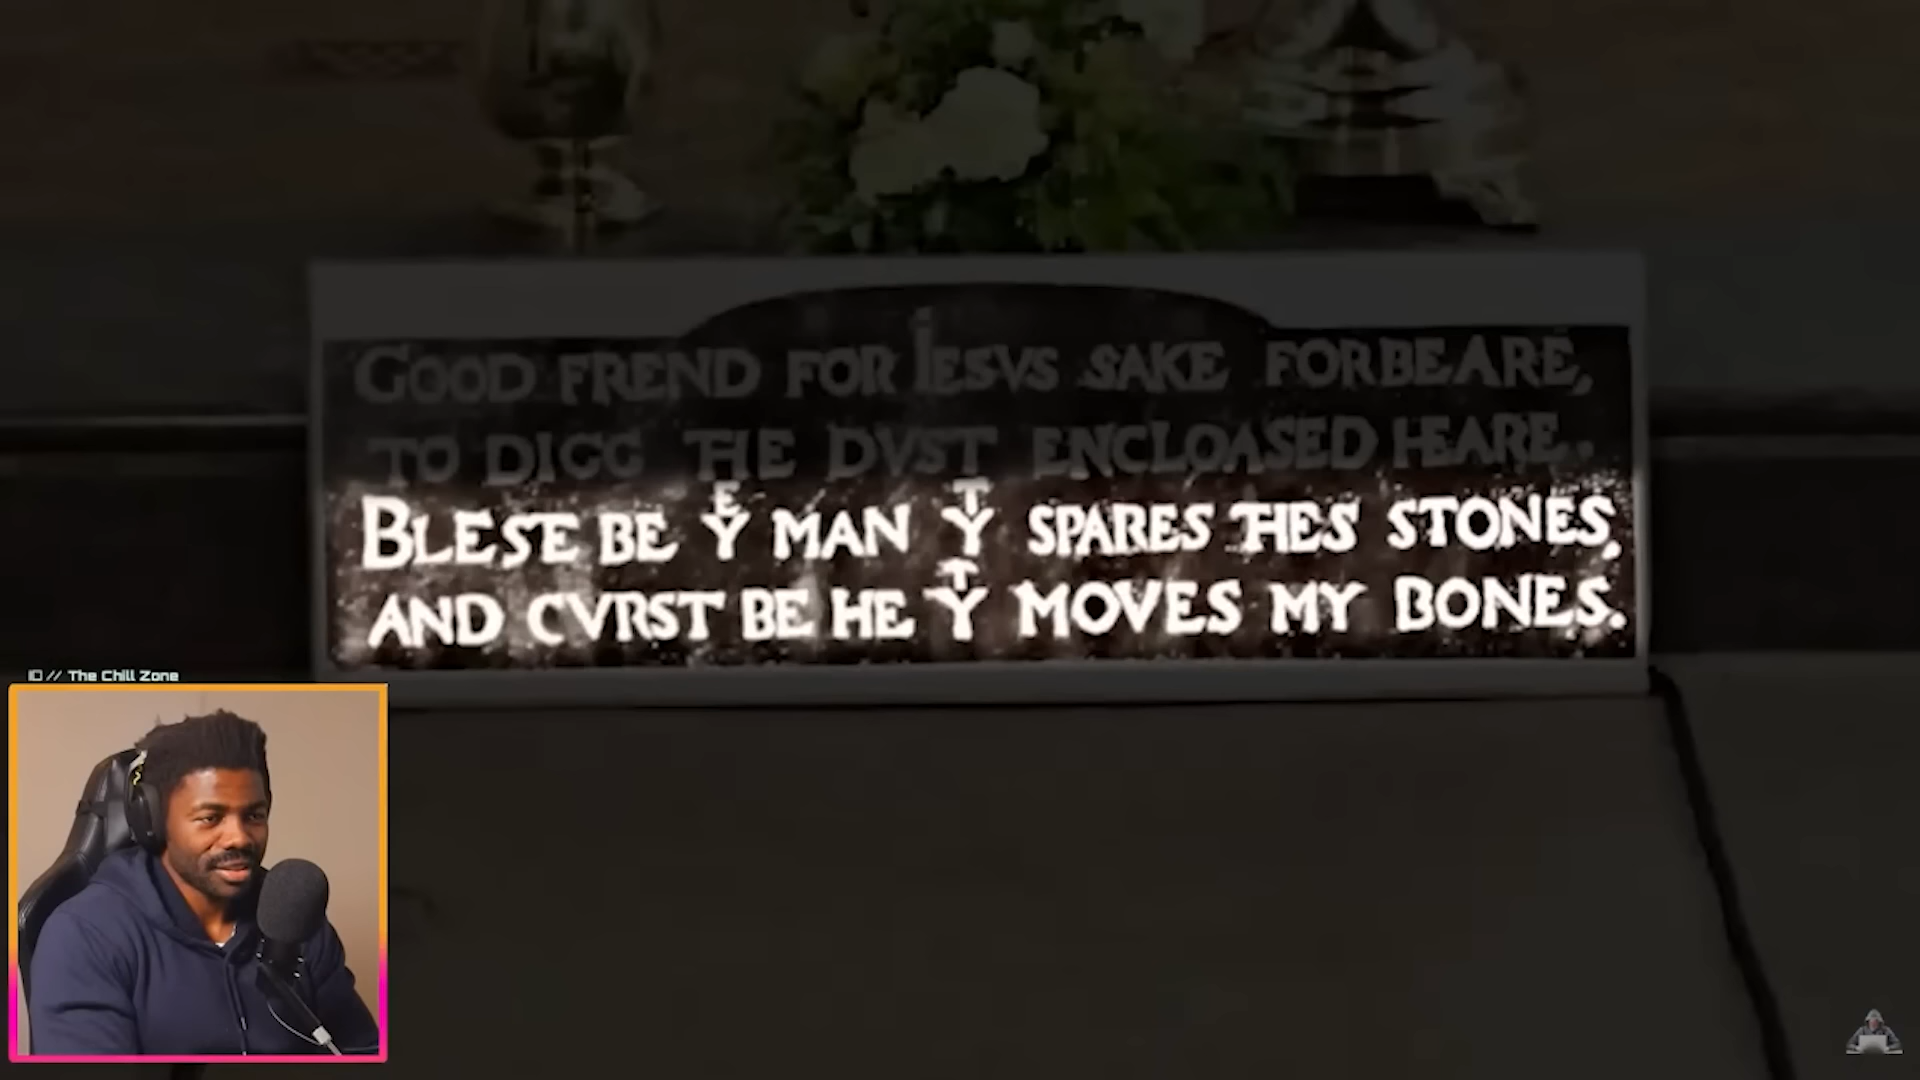 GOOD FREND FOR IESVS SAKE FORBEARE,
TO DIGG THE DVST ENCLOASED HEARE.
BLESE BE Yᴱ MAN Yᵀ SPARES THES STONES,
AND CVRST BE HE Yᵀ MOVES MY BONES.
// The Chill Zone